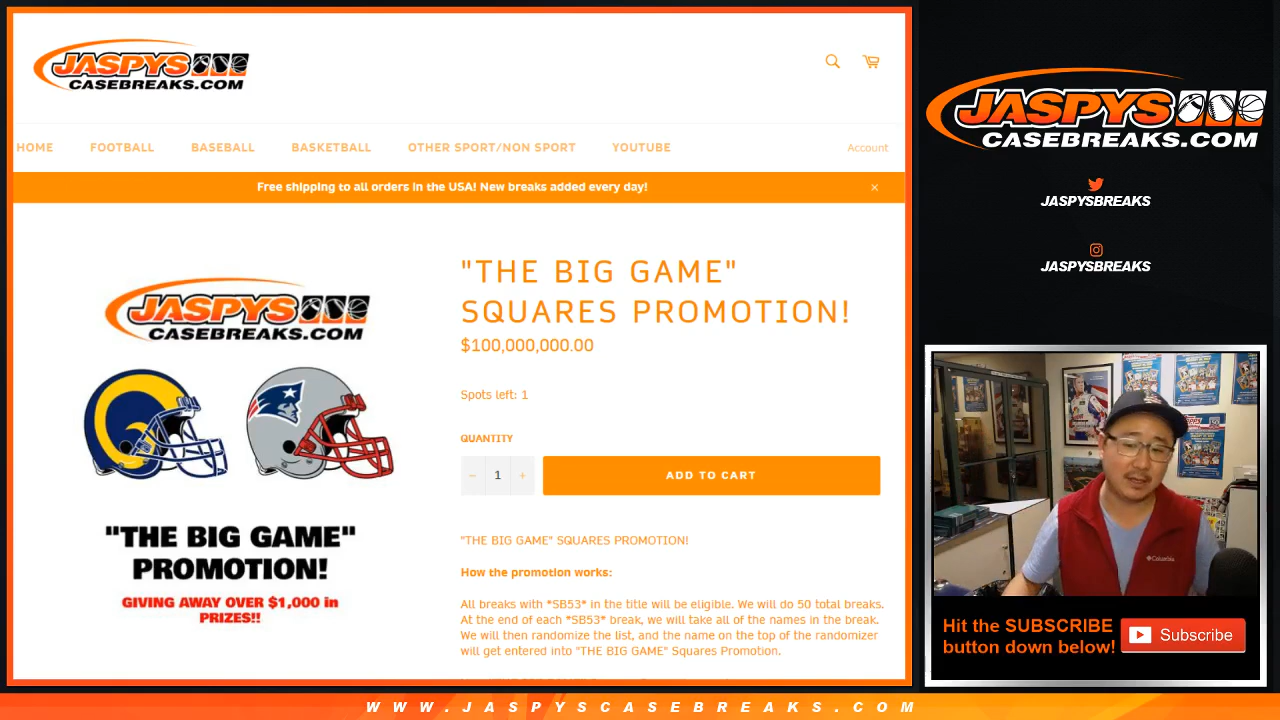 JASPYS
CASEBREAKS.COM
HOME FOOTBALL BASEBALL BASKETBALL OTHER SPORT/NON SPORT YOUTUBE Account
Free shipping to all orders in the USA! New breaks added every day! ×
JASPYS
CASEBREAKS.COM
"THE BIG GAME"
PROMOTION!
GIVING AWAY OVER $1,000 in
PRIZES!!
"THE BIG GAME"
SQUARES PROMOTION!
$100,000,000.00
Spots left: 1
QUANTITY
− 1 + ADD TO CART
"THE BIG GAME" SQUARES PROMOTION!
How the promotion works:
All breaks with *SB53* in the title will be eligible. We will do 50 total breaks.
At the end of each *SB53* break, we will take all of the names in the break.
We will then randomize the list, and the name on the top of the randomizer
will get entered into "THE BIG GAME" Squares Promotion.
JASPYS
CASEBREAKS.COM
JASPYSBREAKS
JASPYSBREAKS
Columbia
Hit the SUBSCRIBE
button down below!
Subscribe
WWW.JASPYSCASEBREAKS.COM